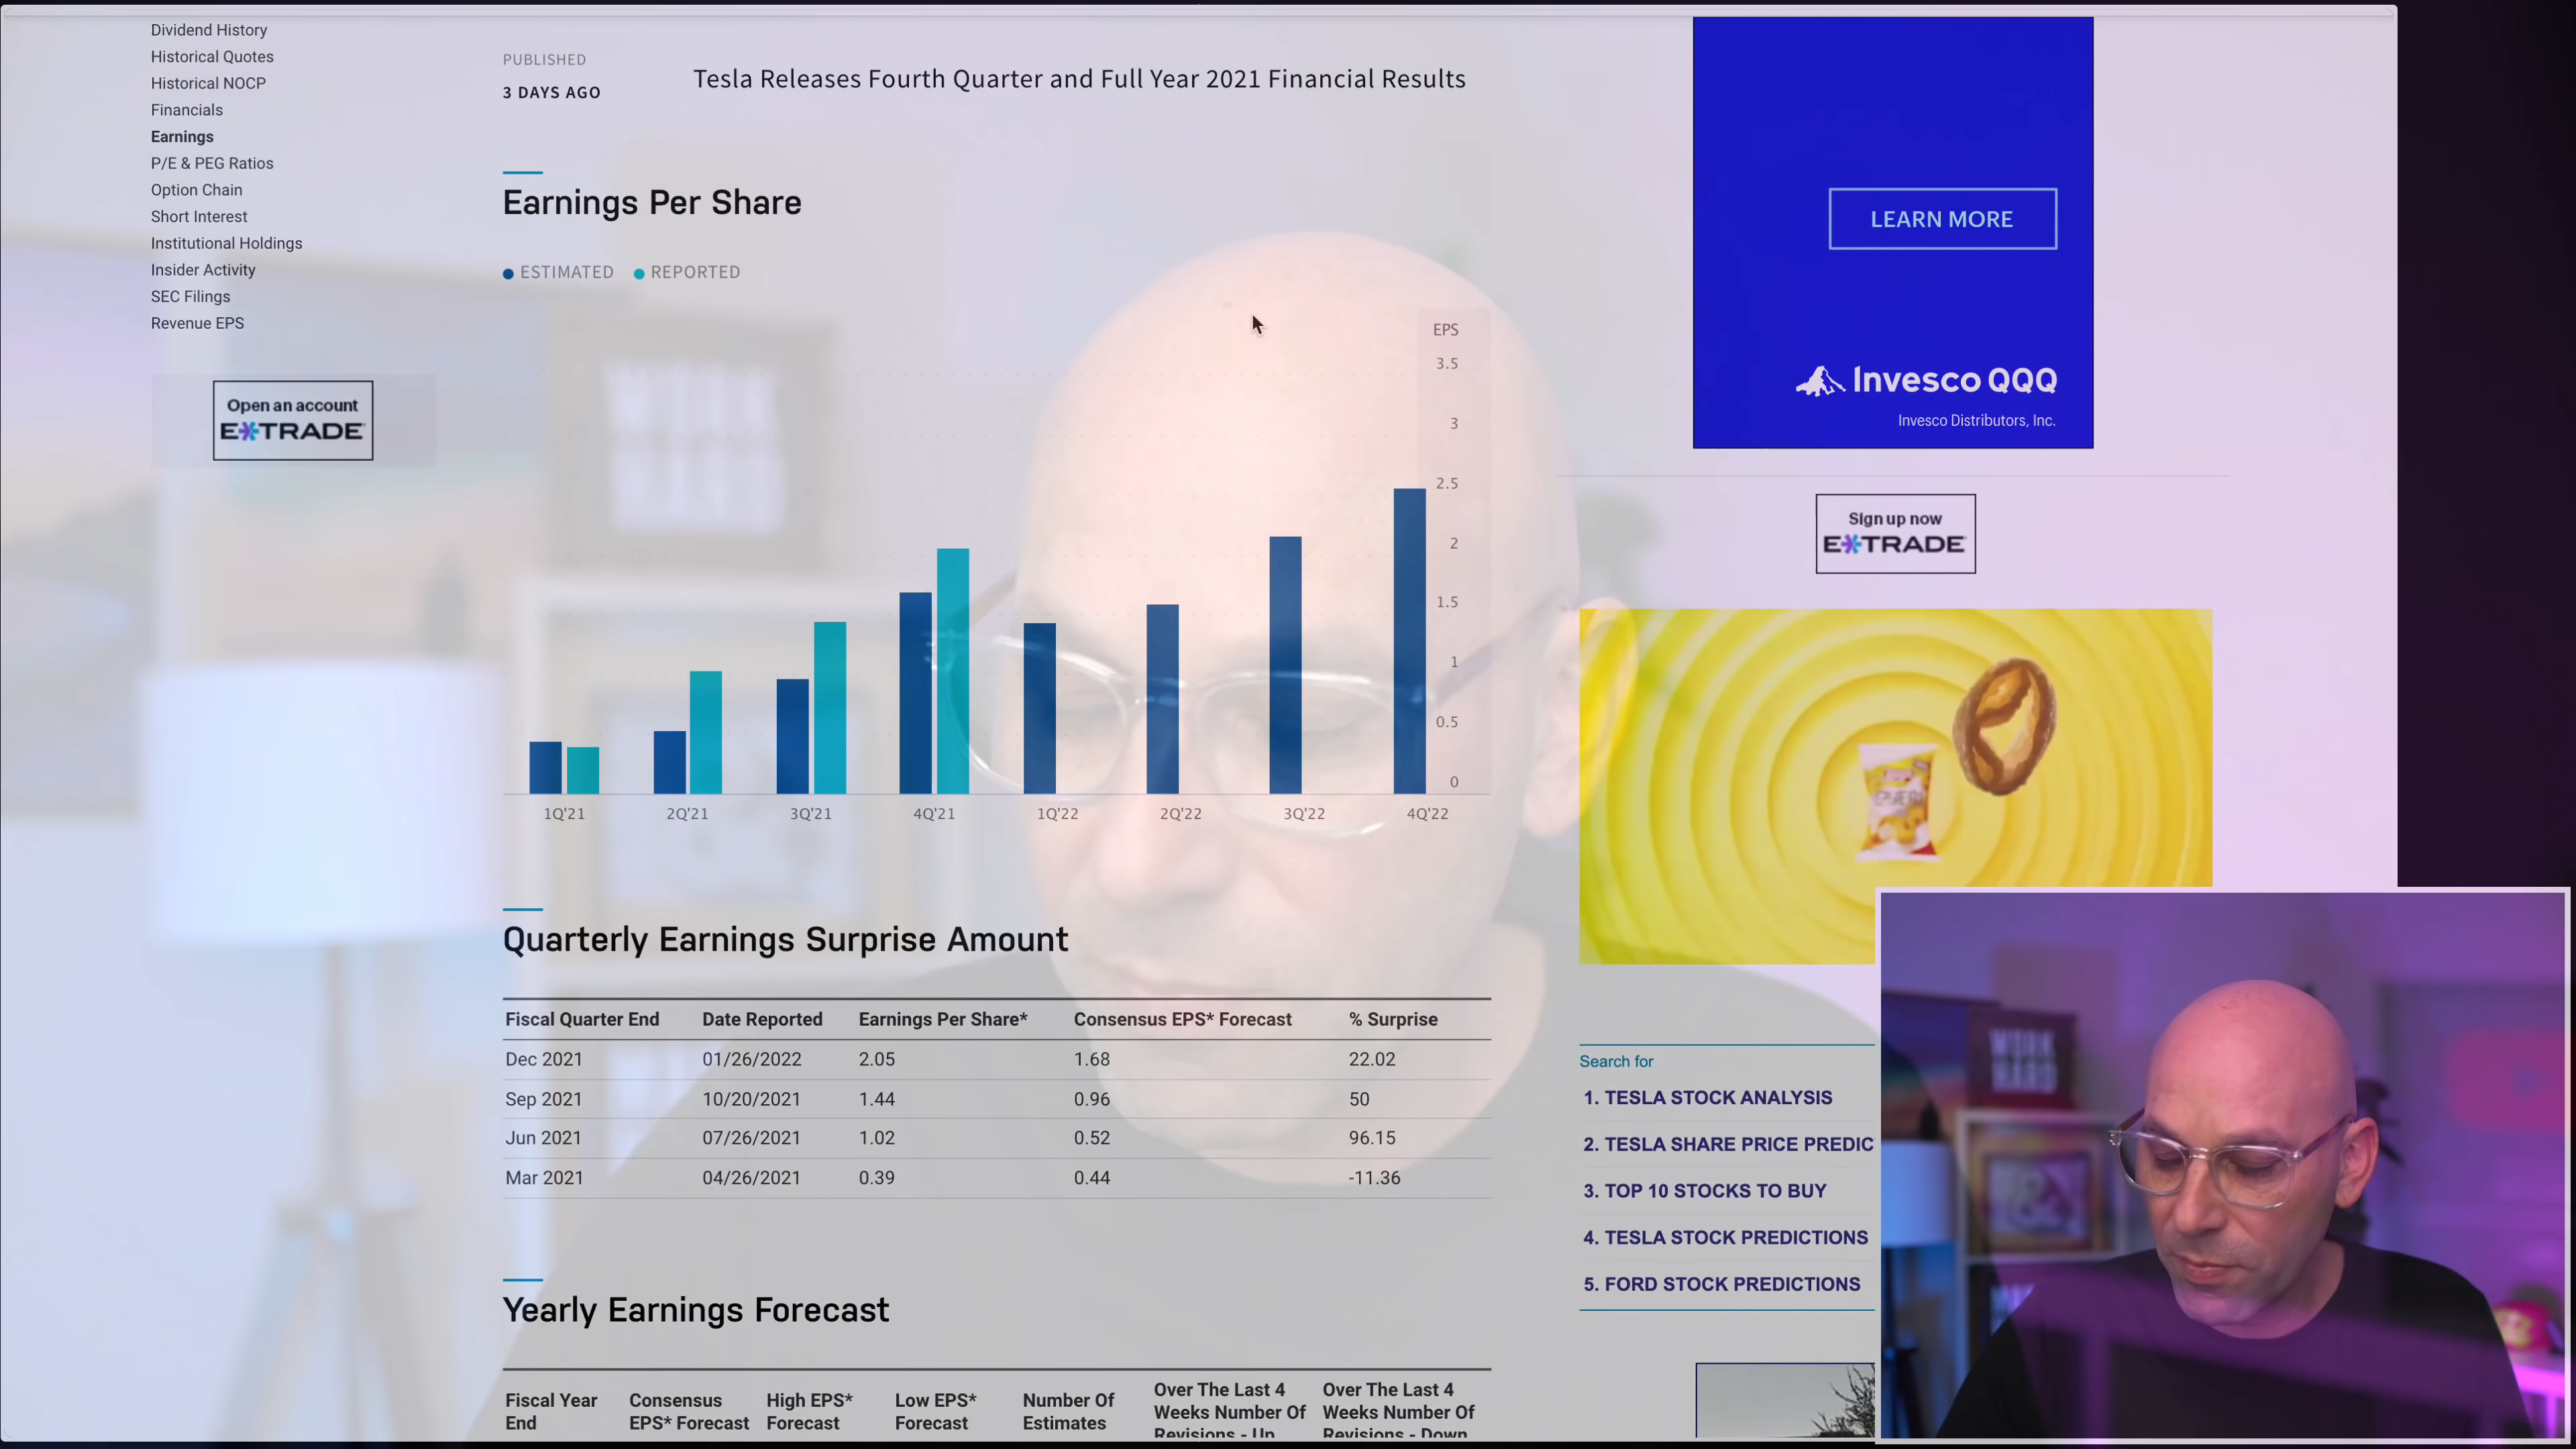 Dividend History
Historical Quotes
Historical NOCP
Financials
Earnings
P/E & PEG Ratios
Option Chain
Short Interest
Institutional Holdings
Insider Activity
SEC Filings
Revenue EPS
Open an account
E*TRADE
PUBLISHED
3 DAYS AGO
Tesla Releases Fourth Quarter and Full Year 2021 Financial Results
Earnings Per Share
ESTIMATED REPORTED
EPS
3.5
3
2.5
2
1.5
1
0.5
0
1Q'21 2Q'21 3Q'21 4Q'21 1Q'22 2Q'22 3Q'22 4Q'22
Quarterly Earnings Surprise Amount
Fiscal Quarter End Date Reported Earnings Per Share* Consensus EPS* Forecast % Surprise
Dec 2021 01/26/2022 2.05 1.68 22.02
Sep 2021 10/20/2021 1.44 0.96 50
Jun 2021 07/26/2021 1.02 0.52 96.15
Mar 2021 04/26/2021 0.39 0.44 -11.36
Yearly Earnings Forecast
Fiscal Year End
Consensus EPS* Forecast
High EPS* Forecast
Low EPS* Forecast
Number Of Estimates
Over The Last 4 Weeks Number Of Revisions - Up
Over The Last 4 Weeks Number Of Revisions - Down
LEARN MORE
Invesco QQQ
Invesco Distributors, Inc.
Sign up now
E*TRADE
Search for
1. TESLA STOCK ANALYSIS
2. TESLA SHARE PRICE PREDIC
3. TOP 10 STOCKS TO BUY
4. TESLA STOCK PREDICTIONS
5. FORD STOCK PREDICTIONS
WORK
HARD
WORK
HARD